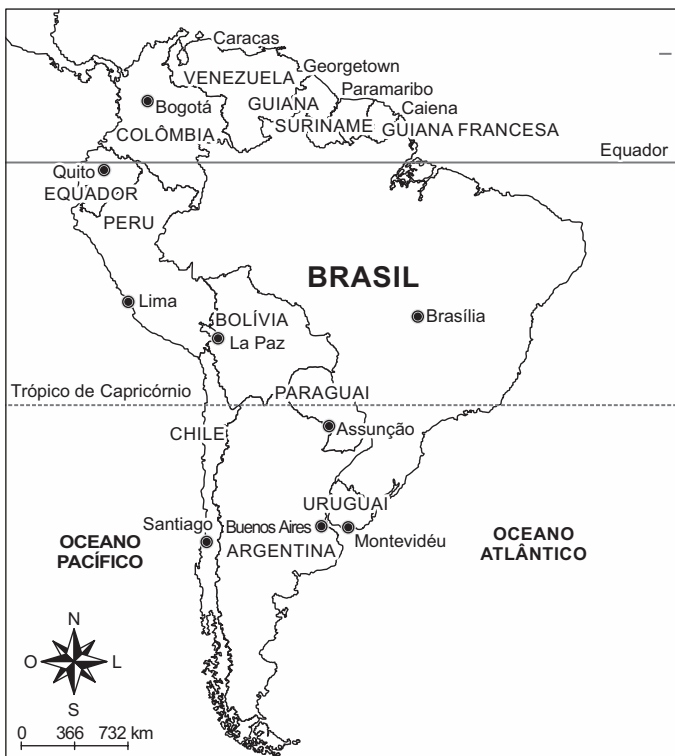 Caracas
VENEZUELA
Georgetown
Paramaribo
GUIANA
Caiena
Bogotá
SURINAME
GUIANA FRANCESA
COLÔMBIA
Equador
Quito
EQUADOR
PERU
BRASIL
Lima
Brasília
BOLÍVIA
La Paz
Trópico de Capricórnio
PARAGUAI
Assunção
CHILE
URUGUAI
Santiago
Buenos Aires
Montevidéu
ARGENTINA
OCEANO
PACÍFICO
OCEANO
ATLÂNTICO
N
O
L
S
0 366 732 km